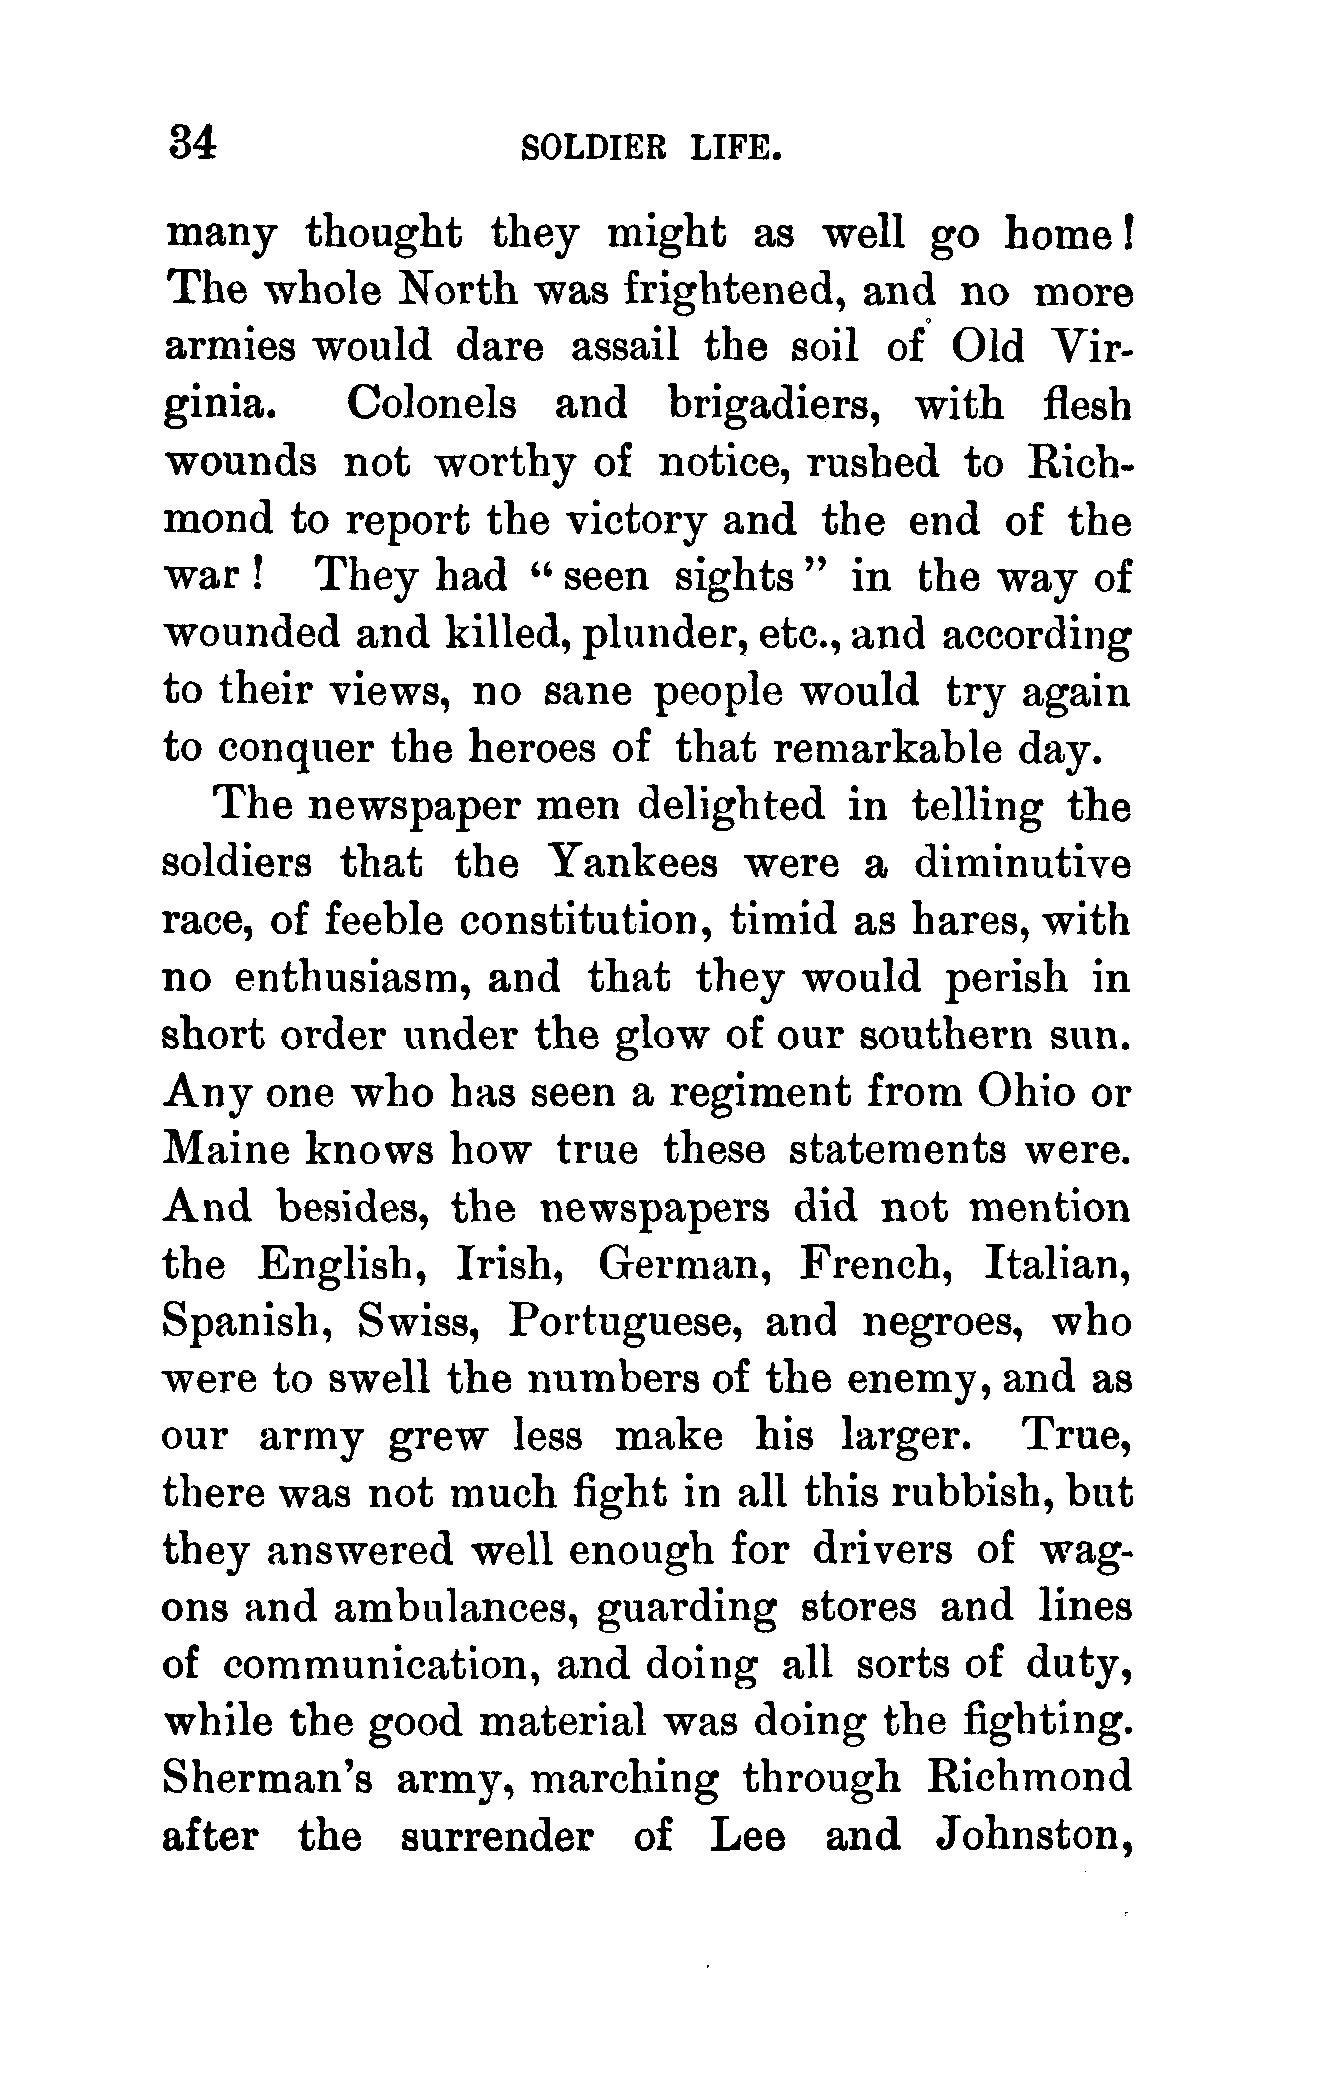 34 SOLDIER LIFE.
many thought they might as well go home!
The whole North was frightened, and no more
armies would dare assail the soil of Old Vir-
ginia. Colonels and brigadiers, with flesh
wounds not worthy of notice, rushed to Rich-
mond to report the victory and the end of the
war! They had “seen sights” in the way of
wounded and killed, plunder, etc., and according
to their views, no sane people would try again
to conquer the heroes of that remarkable day.
The newspaper men delighted in telling the
soldiers that the Yankees were a diminutive
race, of feeble constitution, timid as hares, with
no enthusiasm, and that they would perish in
short order under the glow of our southern sun.
Any one who has seen a regiment from Ohio or
Maine knows how true these statements were.
And besides, the newspapers did not mention
the English, Irish, German, French, Italian,
Spanish, Swiss, Portuguese, and negroes, who
were to swell the numbers of the enemy, and as
our army grew less make his larger. True,
there was not much fight in all this rubbish, but
they answered well enough for drivers of wag-
ons and ambulances, guarding stores and lines
of communication, and doing all sorts of duty,
while the good material was doing the fighting.
Sherman's army, marching through Richmond
after the surrender of Lee and Johnston,